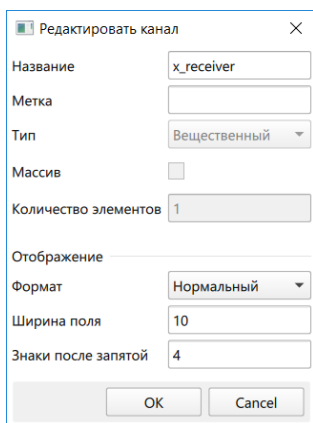 Редактировать канал
Название x_receiver
Метка
Тип Вещественный
Массив
Количество элементов 1
Отображение
Формат Нормальный
Ширина поля 10
Знаки после запятой 4
OK Cancel